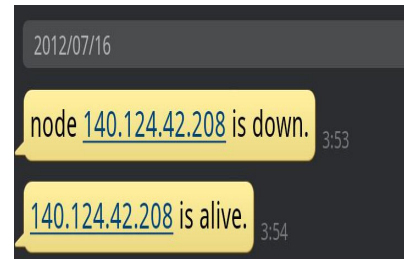 2012/07/16
node 140.124.42.208 is down.
3:53
140.124.42.208 is alive.
3:54